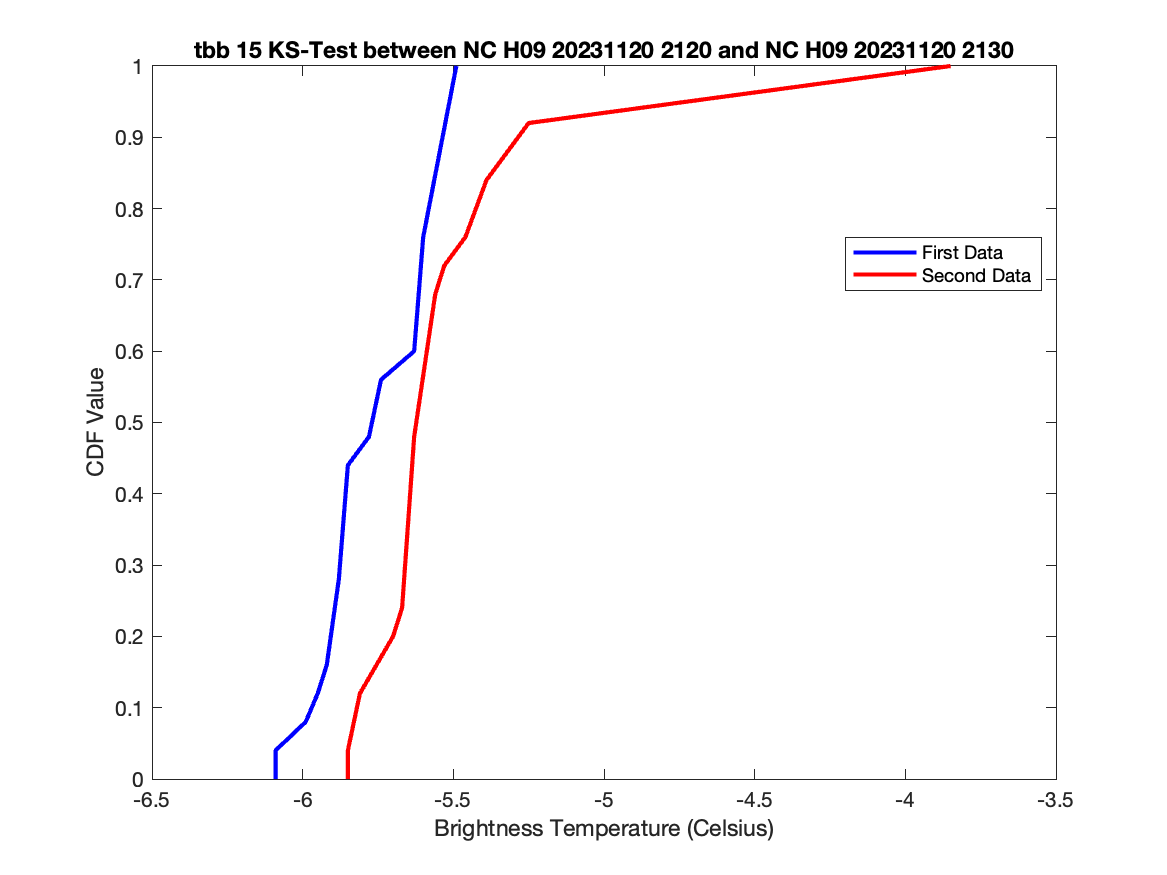 tbb 15 KS-Test between NC H09 20231120 2120 and NC H09 20231120 2130
1
0.9
0.8
0.7
0.6
0.5
0.4
0.3
0.2
0.1
0
CDF Value
First Data
Second Data
-6.5 -6 -5.5 -5 -4.5 -4 -3.5
Brightness Temperature (Celsius)